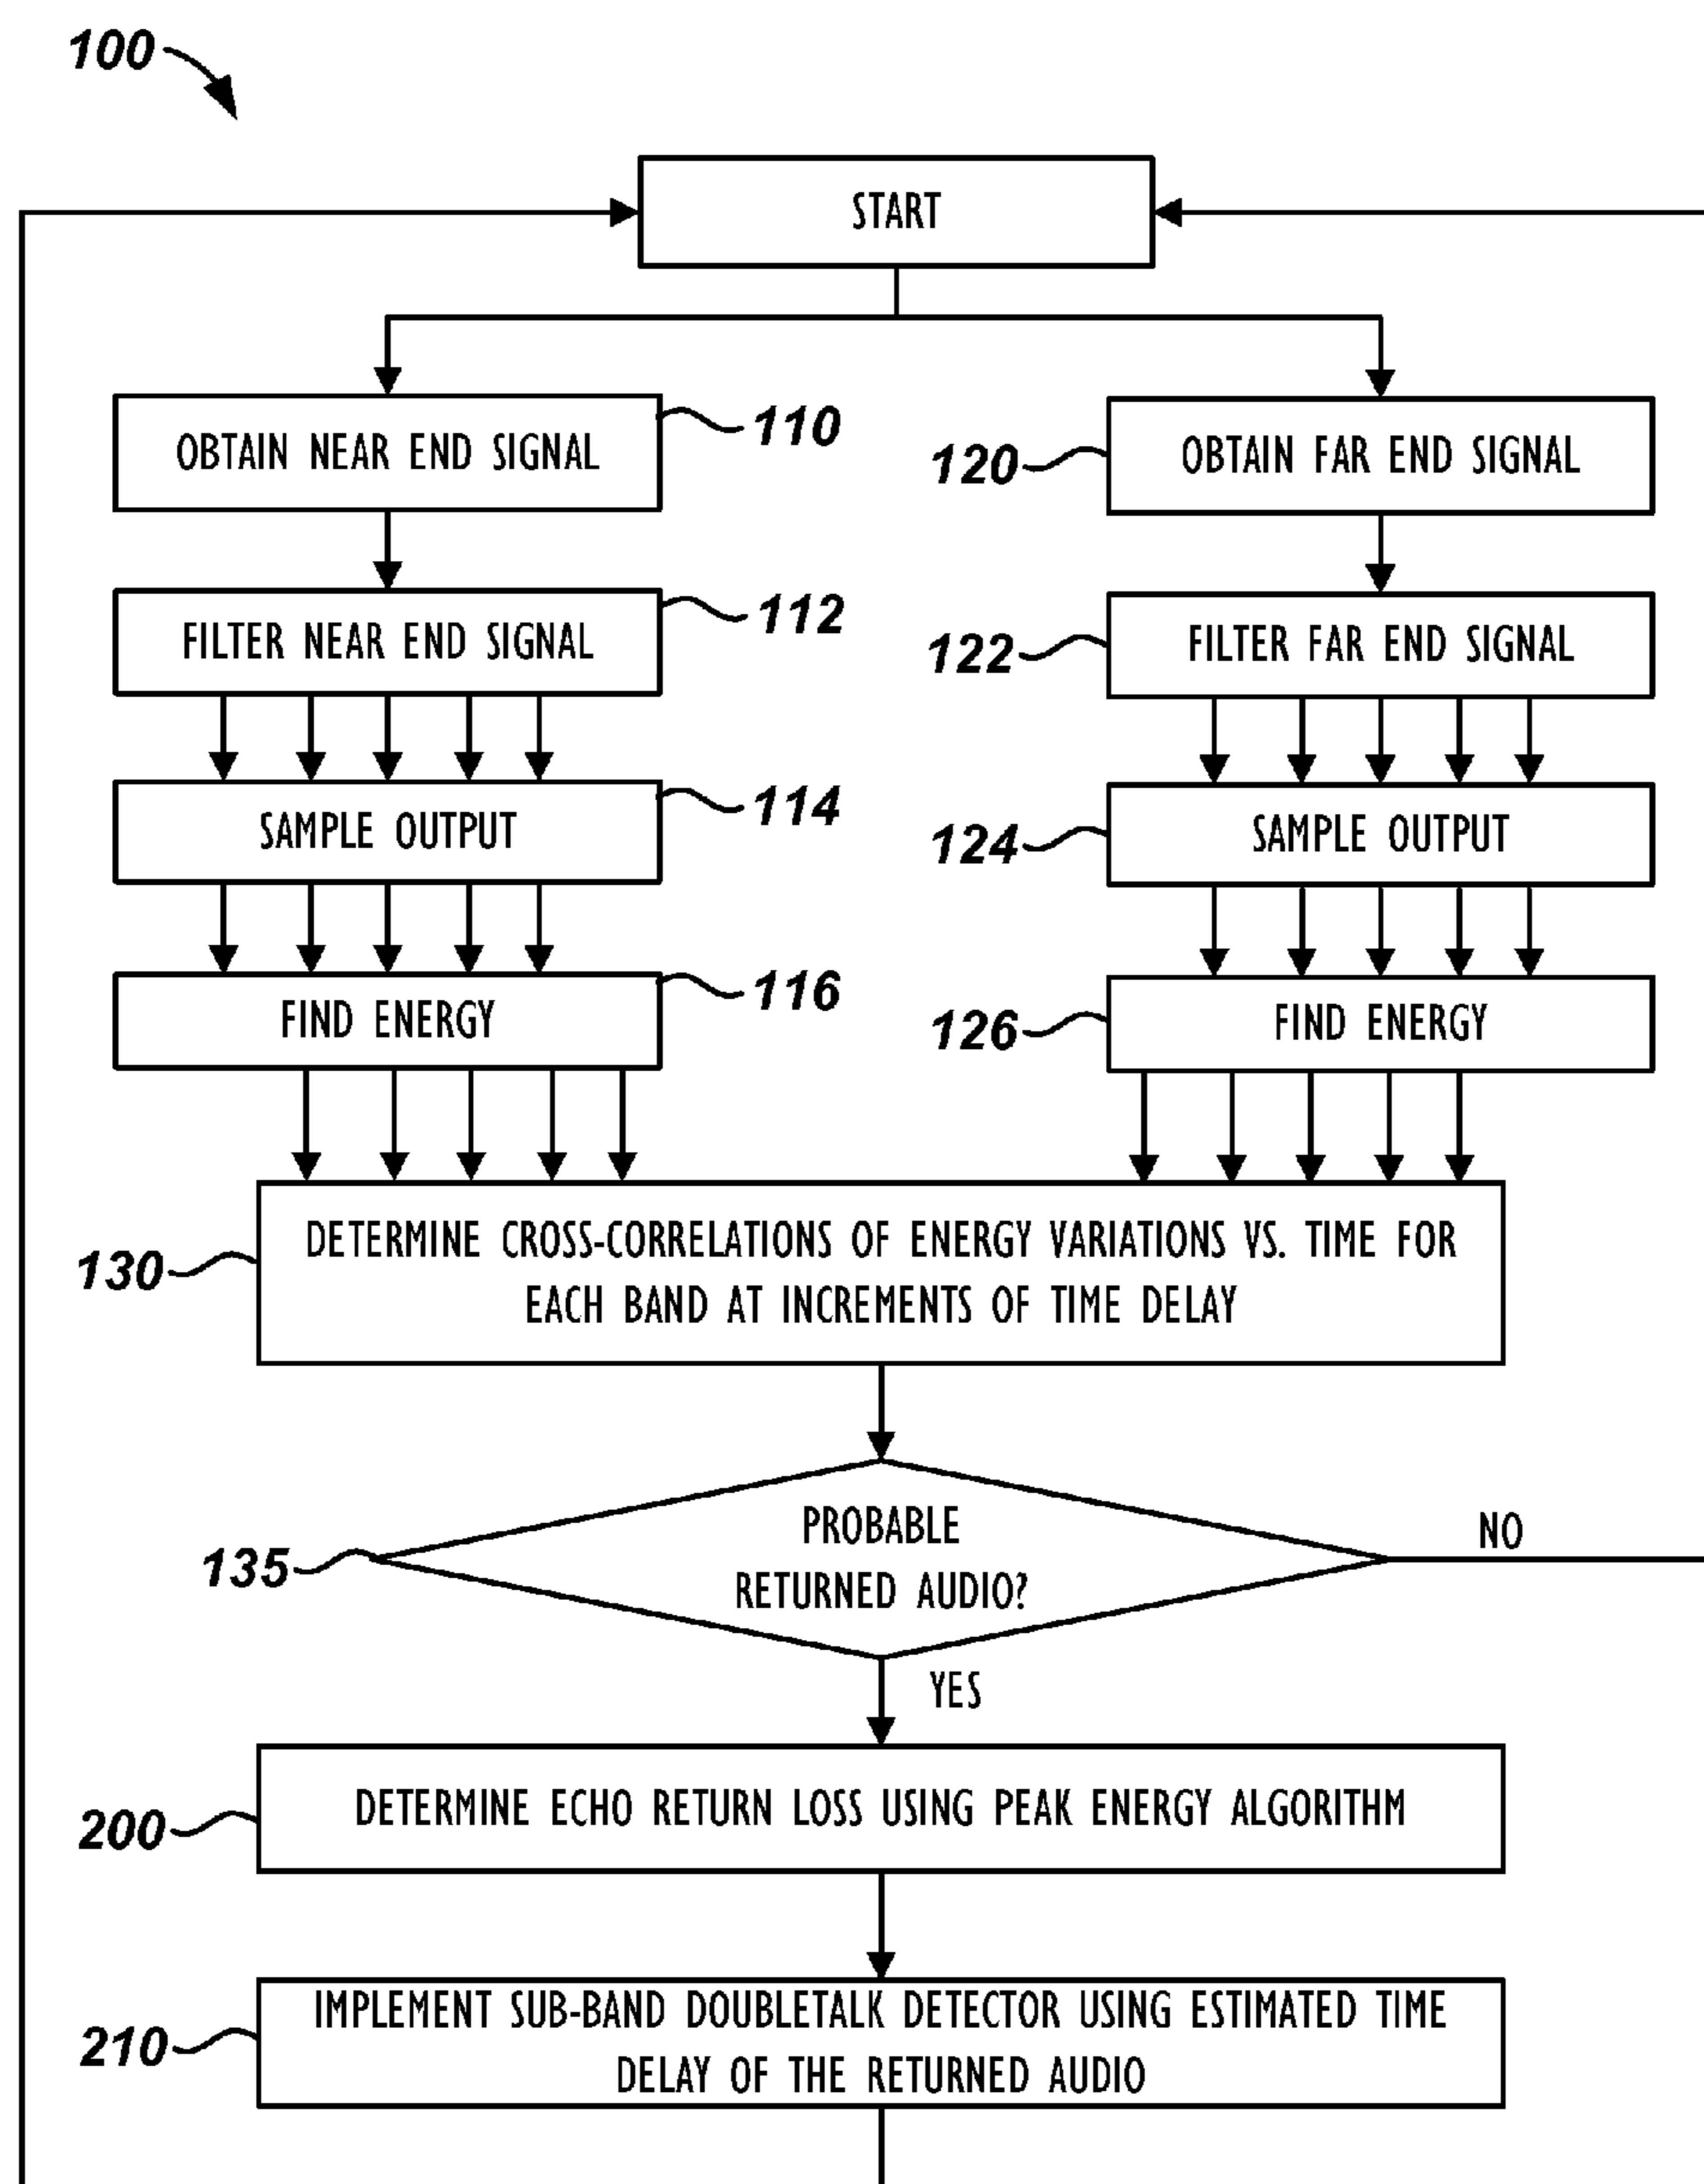 100
START
OBTAIN NEAR END SIGNAL
110
120
OBTAIN FAR END SIGNAL
FILTER NEAR END SIGNAL
112
122
FILTER FAR END SIGNAL
SAMPLE OUTPUT
114
124
SAMPLE OUTPUT
FIND ENERGY
116
126
FIND ENERGY
130
DETERMINE CROSS-CORRELATIONS OF ENERGY VARIATIONS VS. TIME FOR
EACH BAND AT INCREMENTS OF TIME DELAY
135
PROBABLE
RETURNED AUDIO?
NO
YES
200
DETERMINE ECHO RETURN LOSS USING PEAK ENERGY ALGORITHM
210
IMPLEMENT SUB-BAND DOUBLETALK DETECTOR USING ESTIMATED TIME
DELAY OF THE RETURNED AUDIO